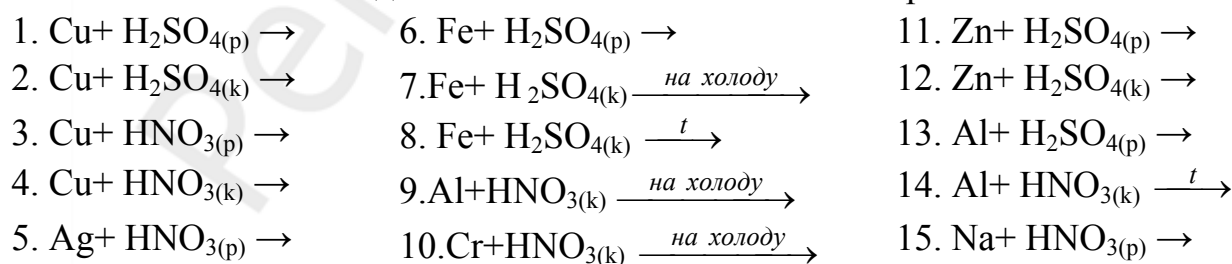 1. Cu+ H₂SO₄₍ₚ₎ →
2. Cu+ H₂SO₄₍ₖ₎ →
3. Cu+ HNO₃₍ₚ₎ →
4. Cu+ HNO₃₍ₖ₎ →
5. Ag+ HNO₃₍ₚ₎ →
6. Fe+ H₂SO₄₍ₚ₎ →
7.Fe+ H ₂SO₄₍ₖ₎ на холоду →
8. Fe+ H₂SO₄₍ₖ₎ t →
9.Al+HNO₃₍ₖ₎ на холоду →
10.Cr+HNO₃₍ₖ₎ на холоду →
11. Zn+ H₂SO₄₍ₚ₎ →
12. Zn+ H₂SO₄₍ₖ₎ →
13. Al+ H₂SO₄₍ₚ₎ →
14. Al+ HNO₃₍ₖ₎ t →
15. Na+ HNO₃₍ₚ₎ →